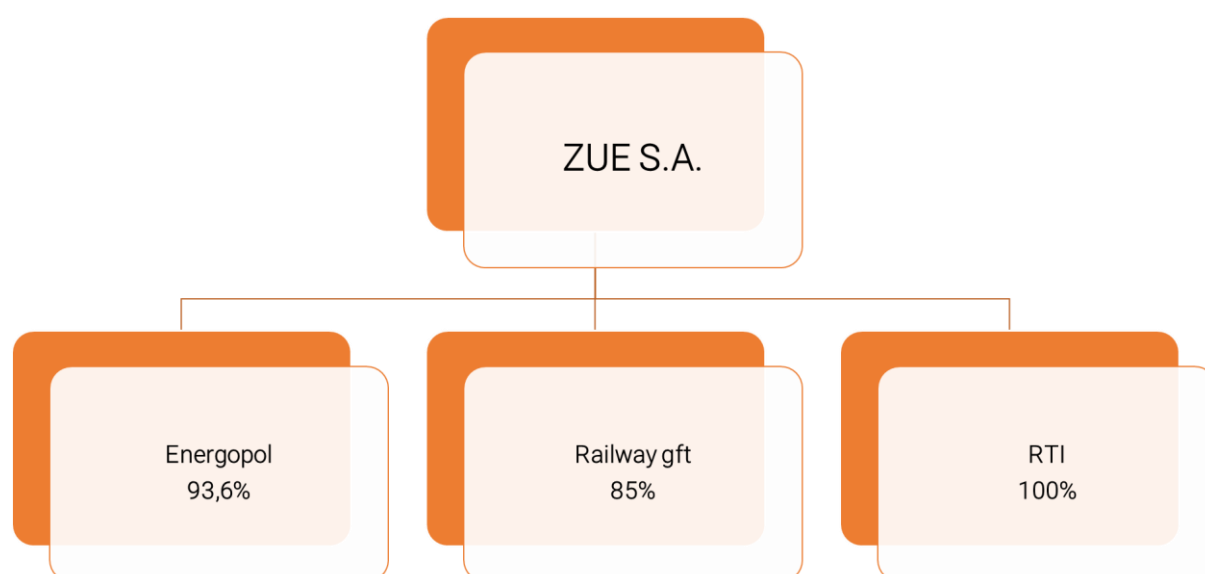 ZUE S.A.
Energopol
93,6%
Railway gft
85%
RTI
100%